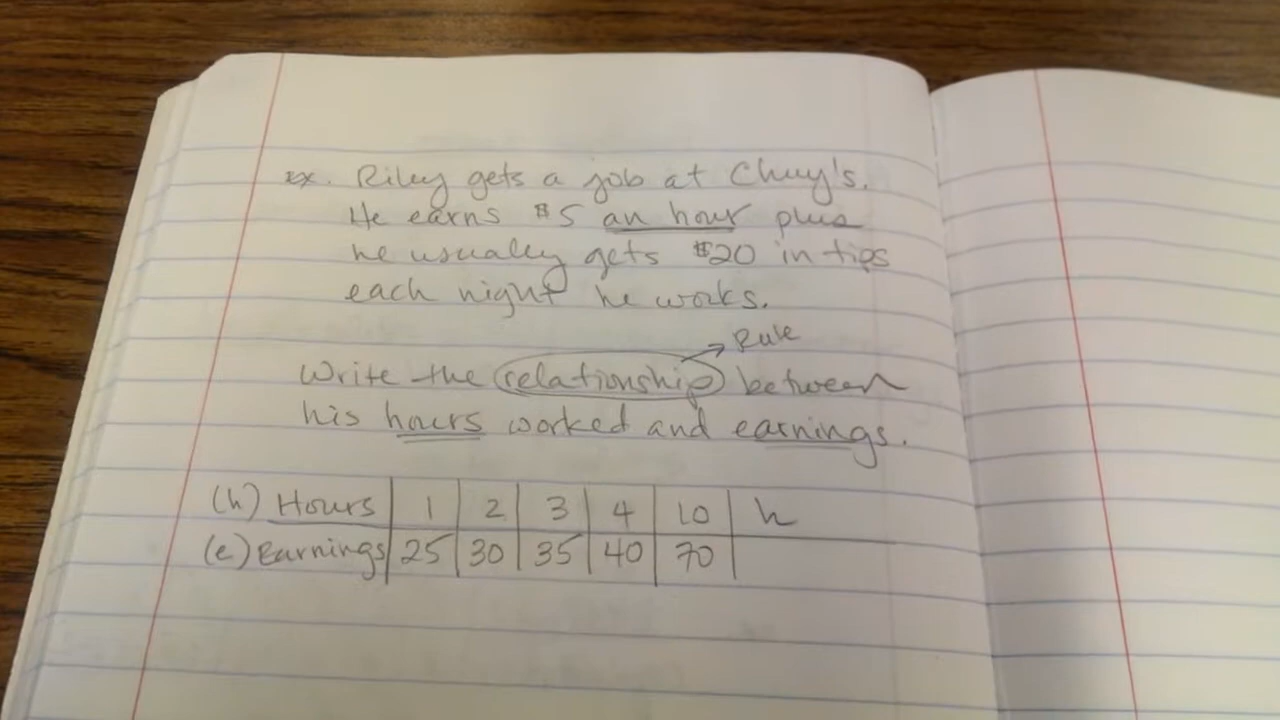 ex. Riley gets a job at Chuy's.
He earns $5 an hour plus
he usually gets $20 in tips
each night he works.
Rule
Write the relationship between
his hours worked and earnings.
(h) Hours 1 2 3 4 10 h
(e) Earnings 25 30 35 40 70